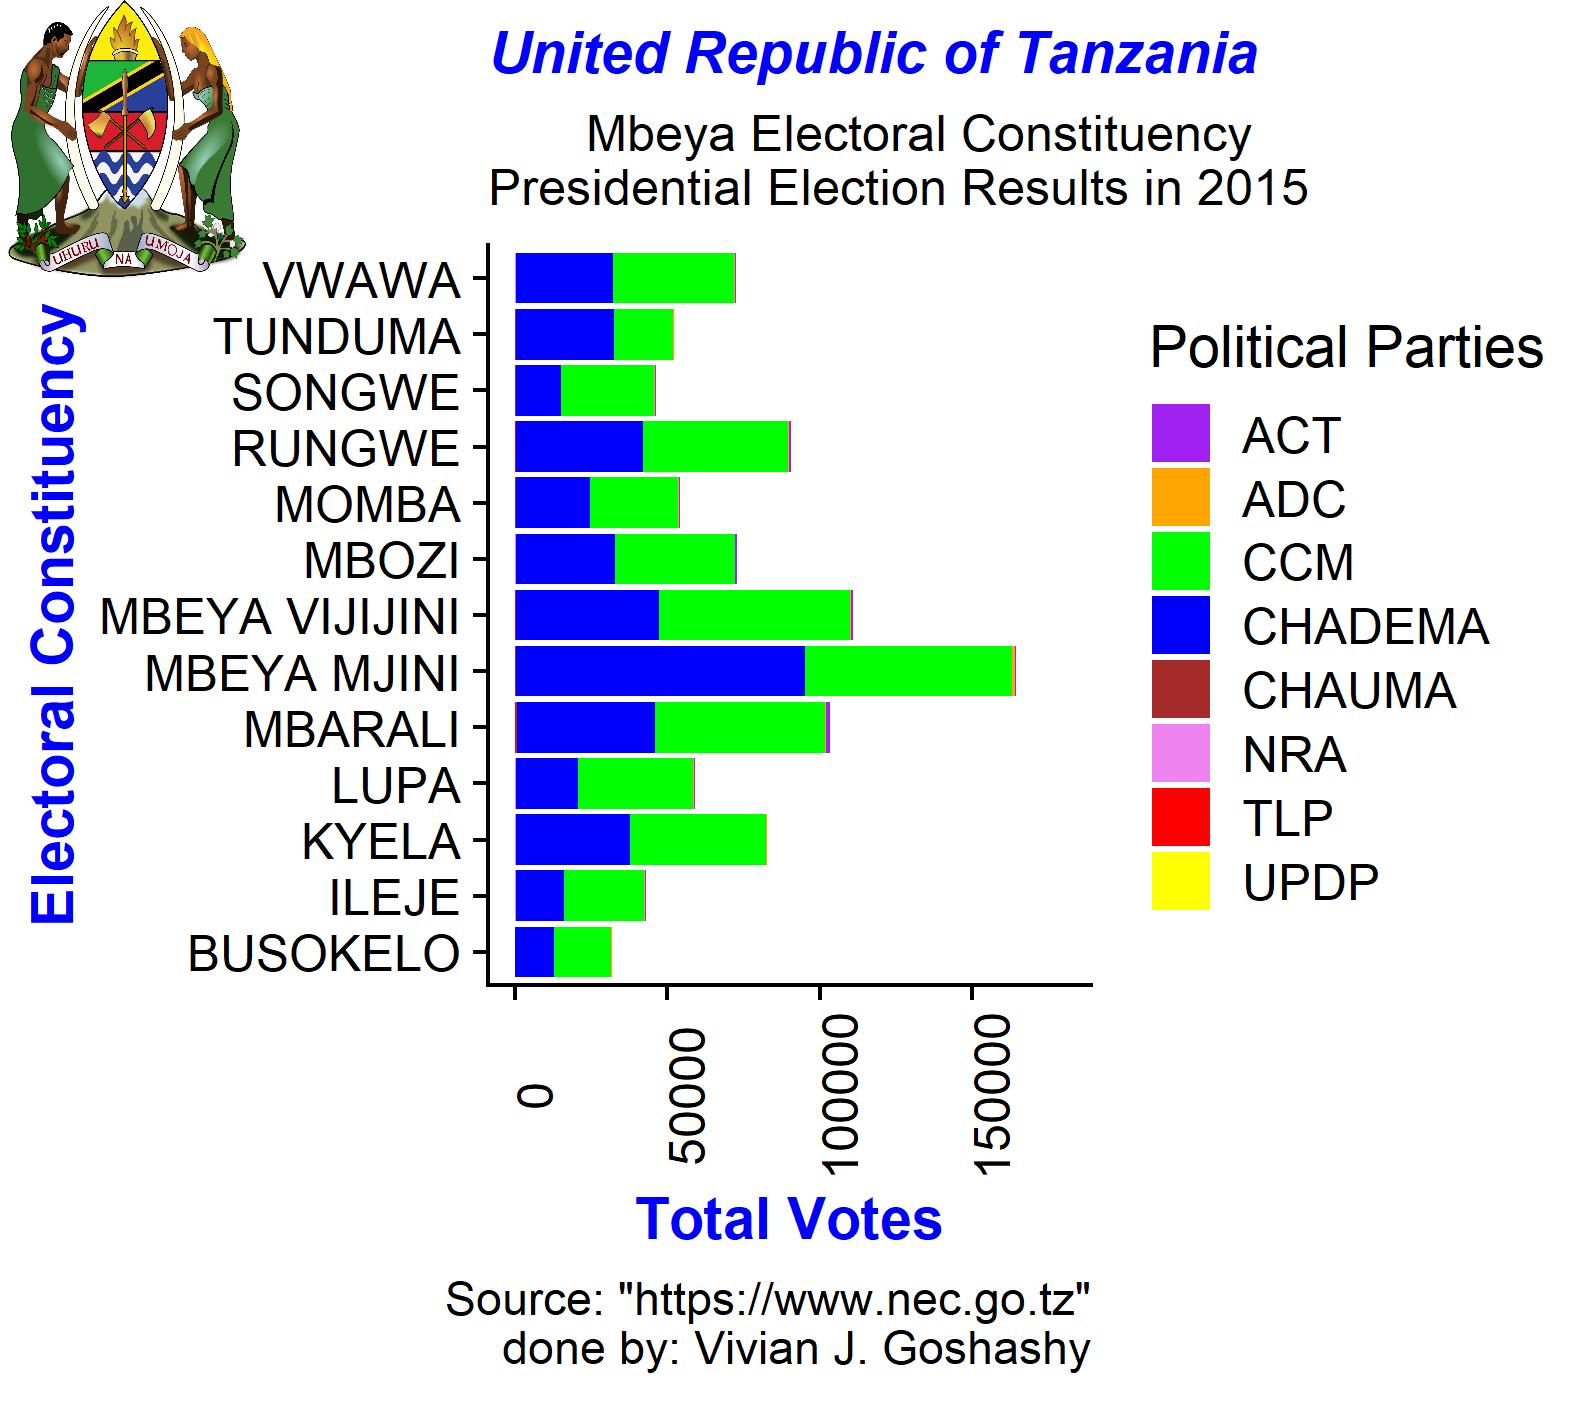 United Republic of Tanzania
Mbeya Electoral Constituency
Presidential Election Results in 2015
UHURU NA UMOJA
Electoral Constituency
VWAWA
TUNDUMA
SONGWE
RUNGWE
MOMBA
MBOZI
MBEYA VIJIJINI
MBEYA MJINI
MBARALI
LUPA
KYELA
ILEJE
BUSOKELO
0
50000
100000
150000
Total Votes
Political Parties
ACT
ADC
CCM
CHADEMA
CHAUMA
NRA
TLP
UPDP
Source: "https://www.nec.go.tz"
done by: Vivian J. Goshashy